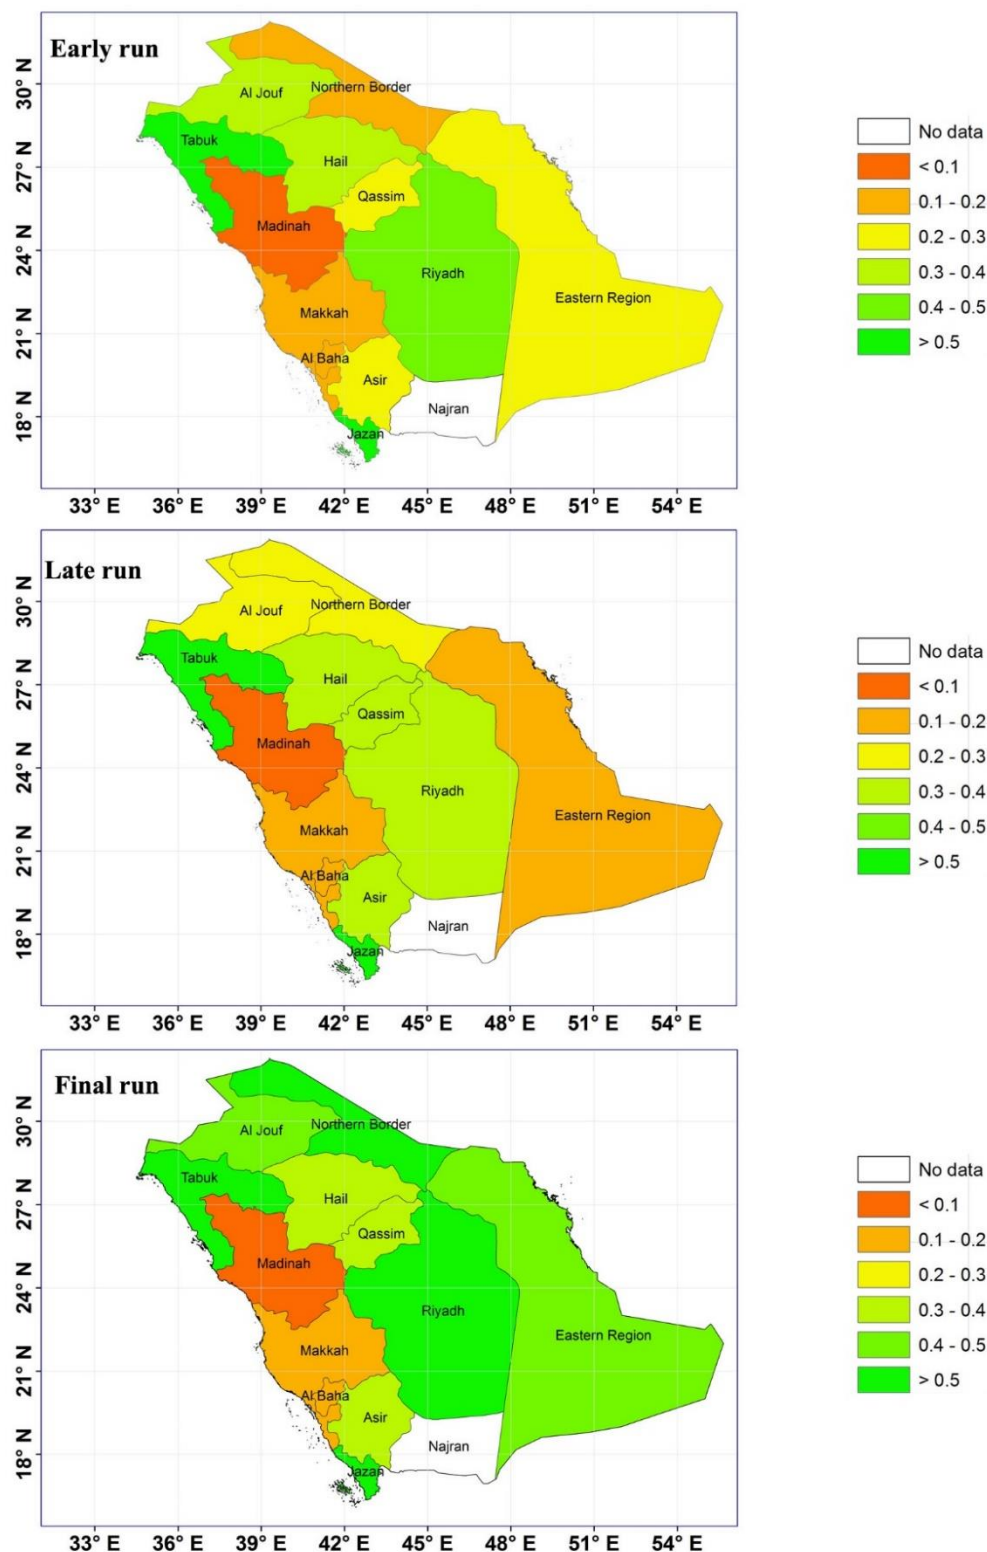 Early run
30° N
27° N
24° N
21° N
18° N
Northern Border
Al Jouf
Tabuk
Hail
Qassim
Madinah
Riyadh
Eastern Region
Makkah
Al Baha
Asir
Najran
Jazan
33° E 36° E 39° E 42° E 45° E 48° E 51° E 54° E
No data
< 0.1
0.1 - 0.2
0.2 - 0.3
0.3 - 0.4
0.4 - 0.5
> 0.5
Late run
30° N
27° N
24° N
21° N
18° N
Northern Border
Al Jouf
Tabuk
Hail
Qassim
Madinah
Riyadh
Eastern Region
Makkah
Al Baha
Asir
Najran
Jazan
33° E 36° E 39° E 42° E 45° E 48° E 51° E 54° E
No data
< 0.1
0.1 - 0.2
0.2 - 0.3
0.3 - 0.4
0.4 - 0.5
> 0.5
Final run
30° N
27° N
24° N
21° N
18° N
Northern Border
Al Jouf
Tabuk
Hail
Qassim
Madinah
Riyadh
Eastern Region
Makkah
Al Baha
Asir
Najran
Jazan
33° E 36° E 39° E 42° E 45° E 48° E 51° E 54° E
No data
< 0.1
0.1 - 0.2
0.2 - 0.3
0.3 - 0.4
0.4 - 0.5
> 0.5